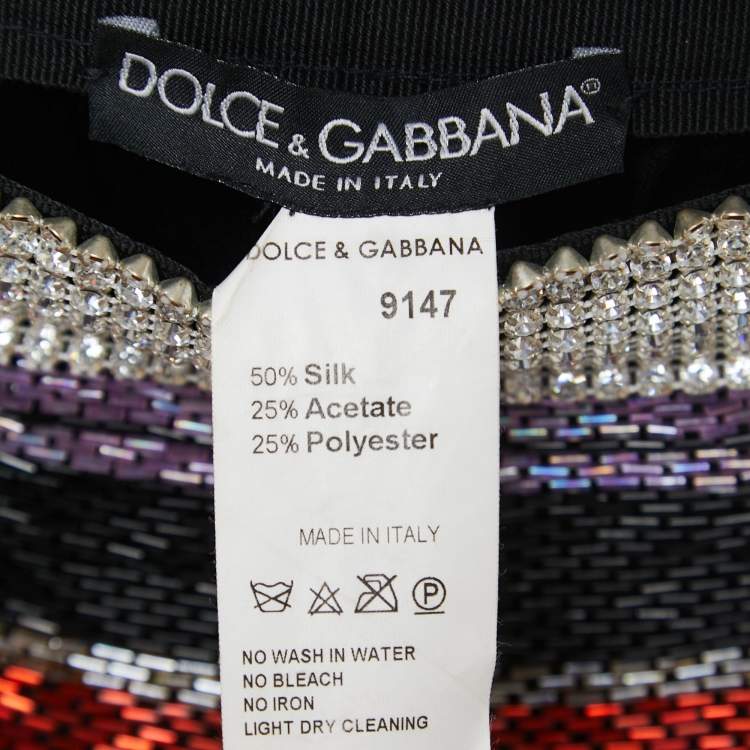 DOLCE & GABBANA
MADE IN ITALY
DOLCE & GABBANA
9147
50% Silk
25% Acetate
25% Polyester
MADE IN ITALY
P
NO WASH IN WATER
NO BLEACH
NO IRON
LIGHT DRY CLEANING